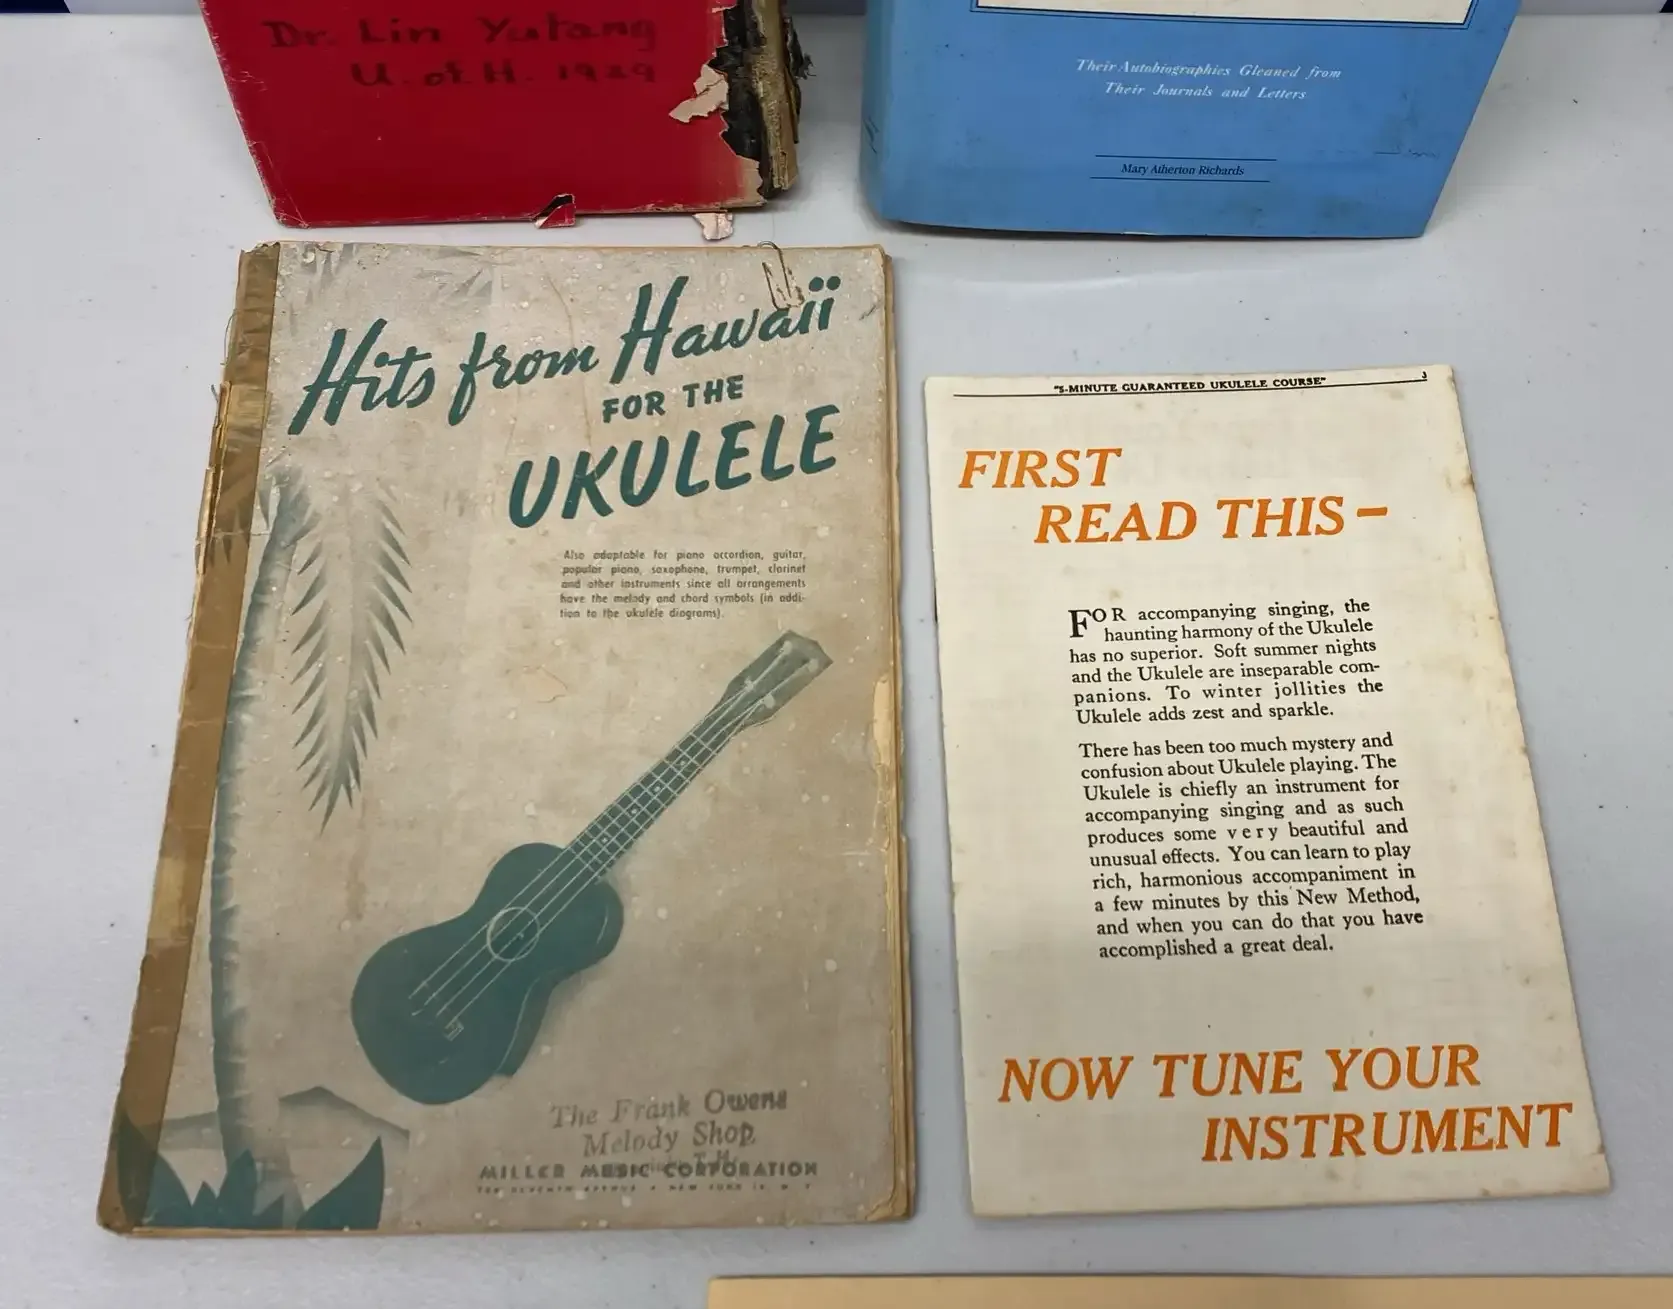 Dr. Lin Yutang
U. of H. 1929
Their Autobiographies Gleaned from
Their Journals and Letters
Mary Atherton Richards
Hits from Hawaii
FOR THE
UKULELE
Also adaptable for piano accordion, guitar,
popular piano, saxophone, trumpet, clarinet
and other instruments since all arrangements
have the melody and chord symbols (in addi-
tion to the ukulele diagrams).
The Frank Owens
Melody Shop
MILLER MUSIC CORPORATION
SEVENTH AVENUE • NEW YORK
"5-MINUTE GUARANTEED UKULELE COURSE" 3
FIRST
READ THIS—
FOR accompanying singing, the
haunting harmony of the Ukulele
has no superior. Soft summer nights
and the Ukulele are inseparable com-
panions. To winter jollities the
Ukulele adds zest and sparkle.
There has been too much mystery and
confusion about Ukulele playing. The
Ukulele is chiefly an instrument for
accompanying singing and as such
produces some very beautiful and
unusual effects. You can learn to play
rich, harmonious accompaniment in
a few minutes by this New Method,
and when you can do that you have
accomplished a great deal.
NOW TUNE YOUR
INSTRUMENT